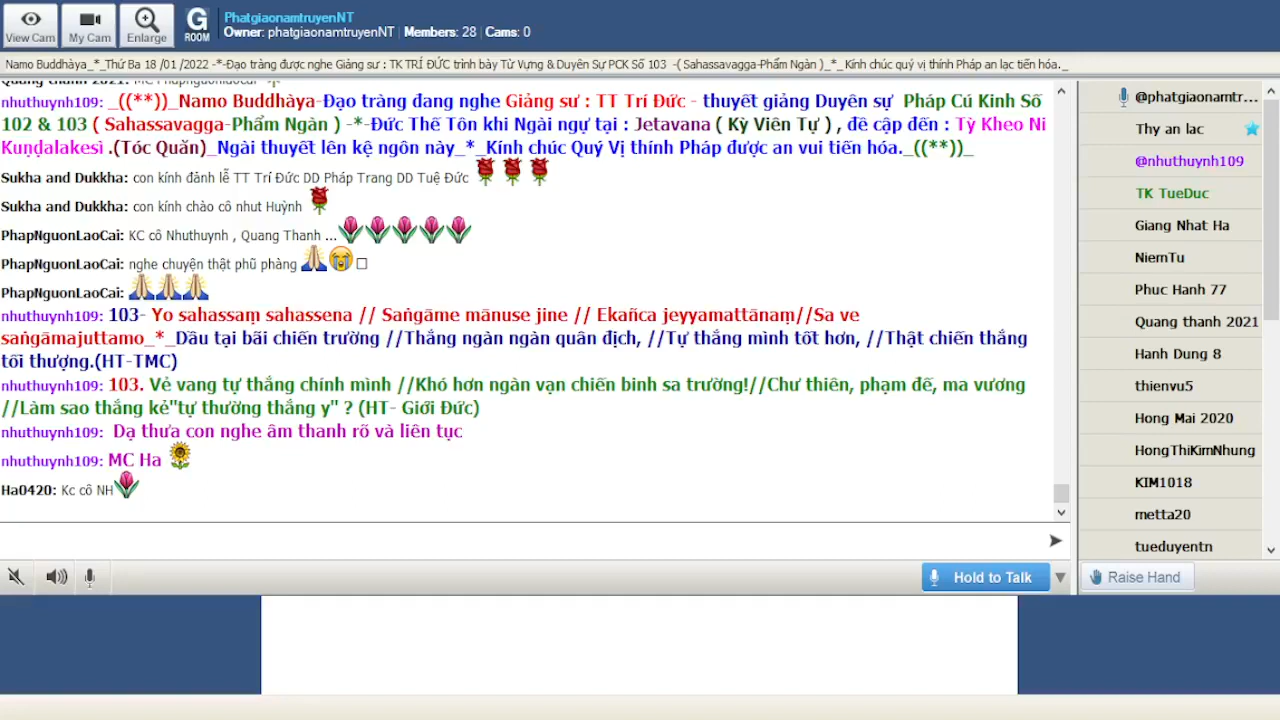 View Cam
My Cam
Enlarge
G
ROOM
PhatgiaonamtruyenNT
Owner: phatgiaonamtruyenNT | Members: 28 | Cams: 0
Namo Buddhàya_*_Thứ Ba 18 /01 /2022 -*-Đạo tràng được nghe Giảng sư : TK TRÍ ĐỨC trình bày Từ Vựng & Duyên Sự PCK Số 103 -( Sahassavagga-Phẩm Ngàn )_*_Kính chúc quý vị thính Pháp an lạc tiến hóa._
nhuthuynh109: _((**))_Namo Buddhàya-Đạo tràng đang nghe Giảng sư : TT Trí Đức - thuyết giảng Duyên sự Pháp Cú Kinh Số
102 & 103 ( Sahassavagga-Phẩm Ngàn ) -*-Đức Thế Tôn khi Ngài ngự tại : Jetavana ( Kỳ Viên Tự ) , đề cập đến : Tỳ Kheo Ni
Kuṇḍalakesì .(Tóc Quăn)_Ngài thuyết lên kệ ngôn này_*_Kính chúc Quý Vị thính Pháp được an vui tiến hóa._((**))_
Sukha and Dukkha: con kính đảnh lễ TT Trí Đức DD Pháp Trang DD Tuệ Đức
Sukha and Dukkha: con kính chào cô như Huỳnh
PhapNguonLaoCai: KC cô Nhuthuynh , Quang Thanh ...
PhapNguonLaoCai: nghe chuyện thật phũ phàng
PhapNguonLaoCai:
nhuthuynh109: 103- Yo sahassaṃ sahassena // Saṅgāme mānuse jine // Ekañca jeyyamattānaṃ//Sa ve
saṅgāmajuttamo_*_Dầu tại bãi chiến trường //Thắng ngàn ngàn quân địch, //Tự thắng mình tốt hơn, //Thật chiến thắng
tối thượng.(HT-TMC)
nhuthuynh109: 103. Vẻ vang tự thắng chính mình //Khó hơn ngàn vạn chiến binh sa trường!//Chư thiên, phạm đế, ma vương
//Làm sao thắng kẻ"tự thường thắng y" ? (HT- Giới Đức)
nhuthuynh109: Dạ thưa con nghe âm thanh rõ và liên tục
nhuthuynh109: MC Ha
Ha0420: Kc cô NH
Hold to Talk
@phatgiaonamtr...
Thy an lac
@nhuthuynh109
TK TueDuc
Giang Nhat Ha
NiemTu
Phuc Hanh 77
Quang thanh 2021
Hanh Dung 8
thienvu5
Hong Mai 2020
HongThiKimNhung
KIM1018
metta20
tueduyentn
Raise Hand